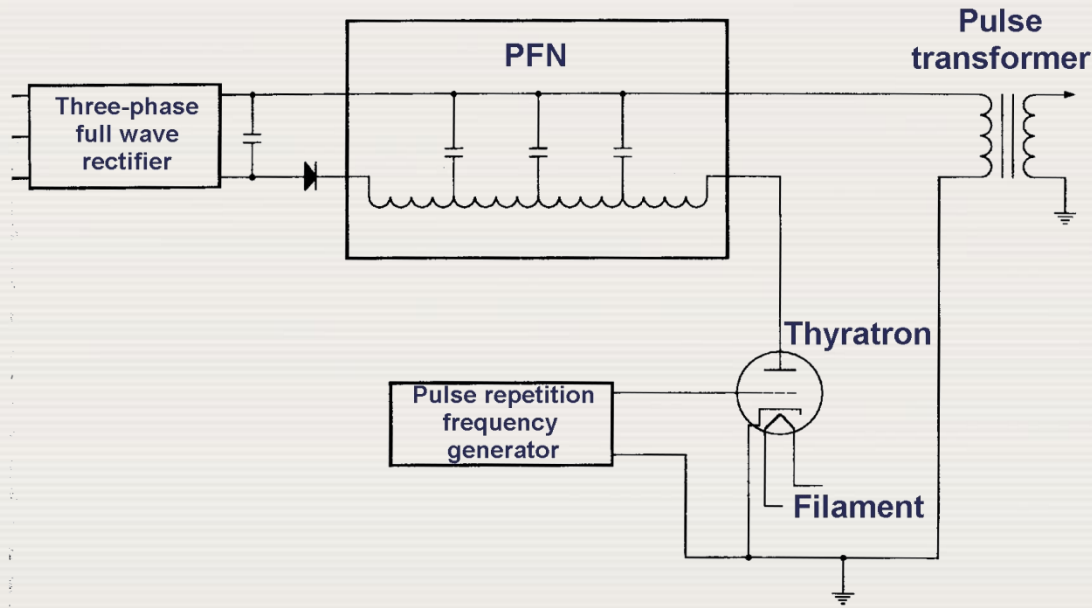 Pulse
transformer
PFN
Three-phase
full wave
rectifier
Thyratron
Pulse repetition
frequency
generator
Filament